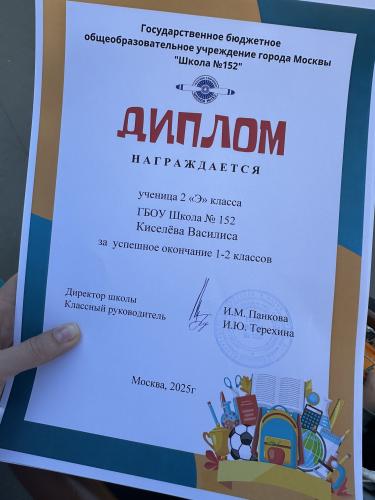 Государственное бюджетное
общеобразовательное учреждение города Москвы
"Школа №152"
ДИПЛОМ
НАГРАЖДАЕТСЯ
ученица 2 «Э» класса
ГБОУ Школа № 152
Киселёва Василиса
за успешное окончание 1-2 классов
Директор школы
И.М. Панкова
Классный руководитель
И.Ю. Терехина
Москва, 2025г